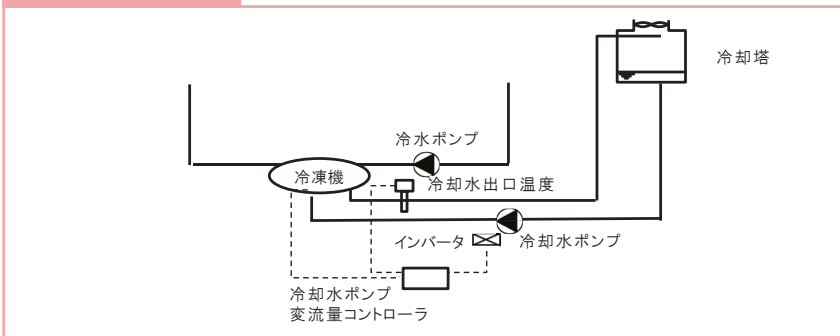 冷却塔
冷水ポンプ
冷凍機
冷却水出口温度
インバータ
冷却水ポンプ
冷却水ポンプ
変流量コントローラ